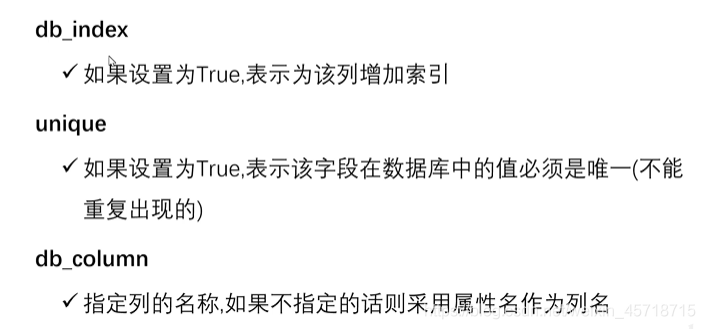 db_index
✓如果设置为True,表示为该列增加索引
unique
✓如果设置为True,表示该字段在数据库中的值必须是唯一(不能
重复出现的)
db_column
✓指定列的名称,如果不指定的话则采用属性名作为列名